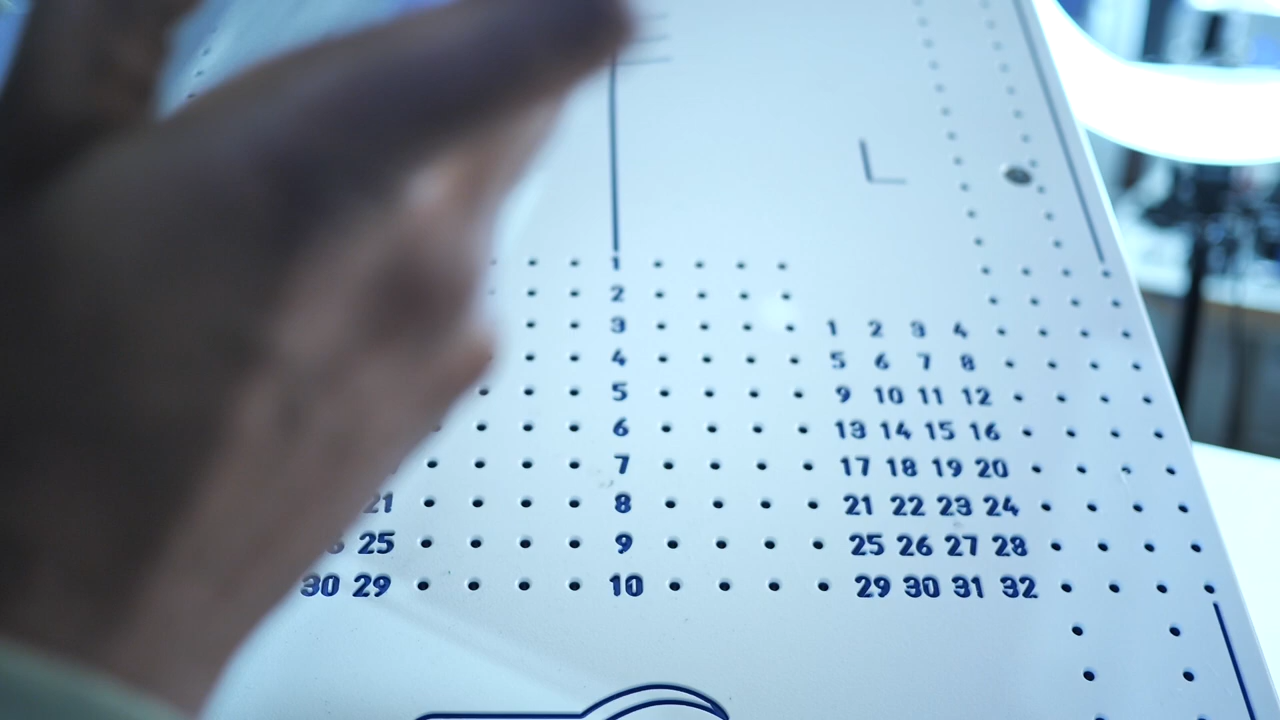 1
2
3 1 2 3 4
4 5 6 7 8
5 9 10 11 12
6 13 14 15 16
7 17 18 19 20
21 8 21 22 23 24
25 9 25 26 27 28
30 29 10 29 30 31 32